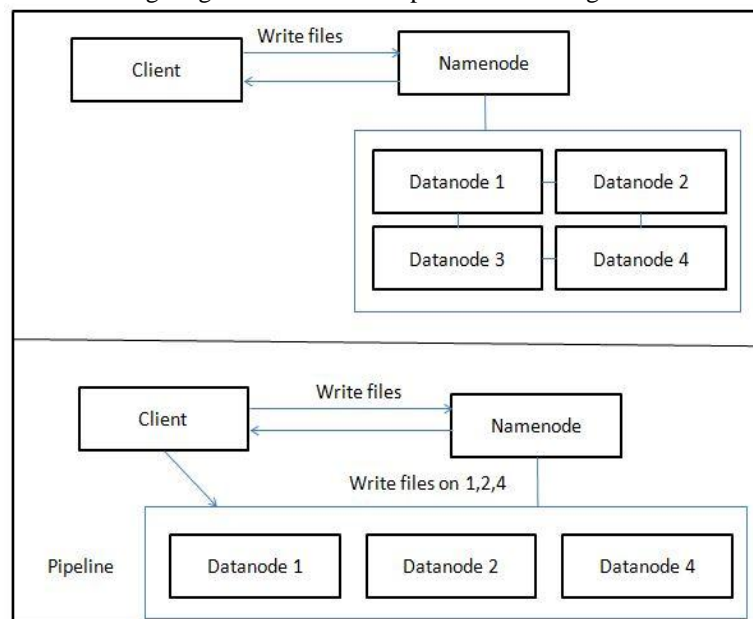 Write files
Client
Namenode
Datanode 1
Datanode 2
Datanode 3
Datanode 4
Write files
Client
Namenode
Write files on 1,2,4
Pipeline
Datanode 1
Datanode 2
Datanode 4